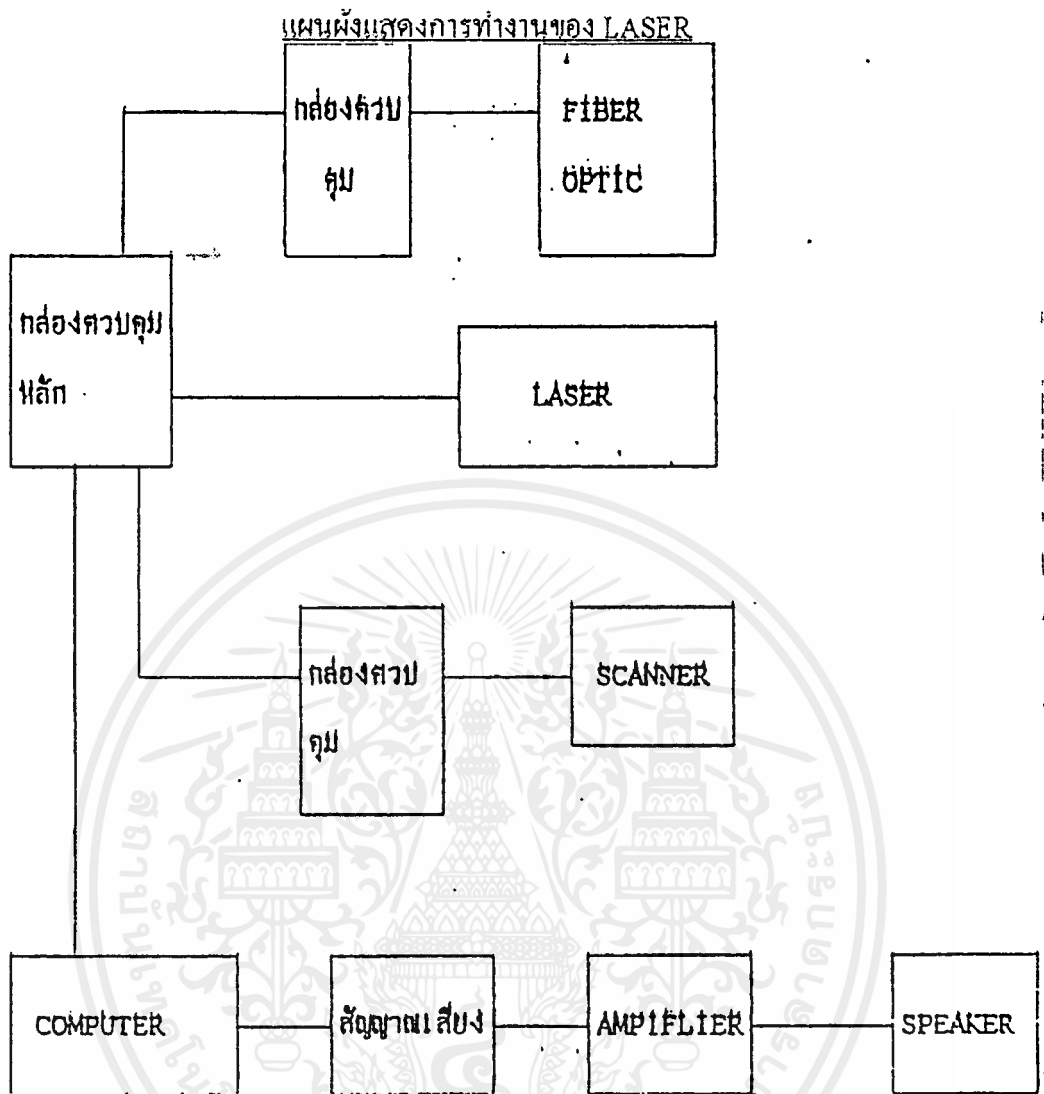 แผนผังแสดงการทำงานของ LASER
กล่องควบ
คุม
FIBER
OPTIC
กล่องควบคุม
หลัก
LASER
กล่องควบ
คุม
SCANNER
COMPUTER
สัญญาณเสียง
AMPIFLIER
SPEAKER